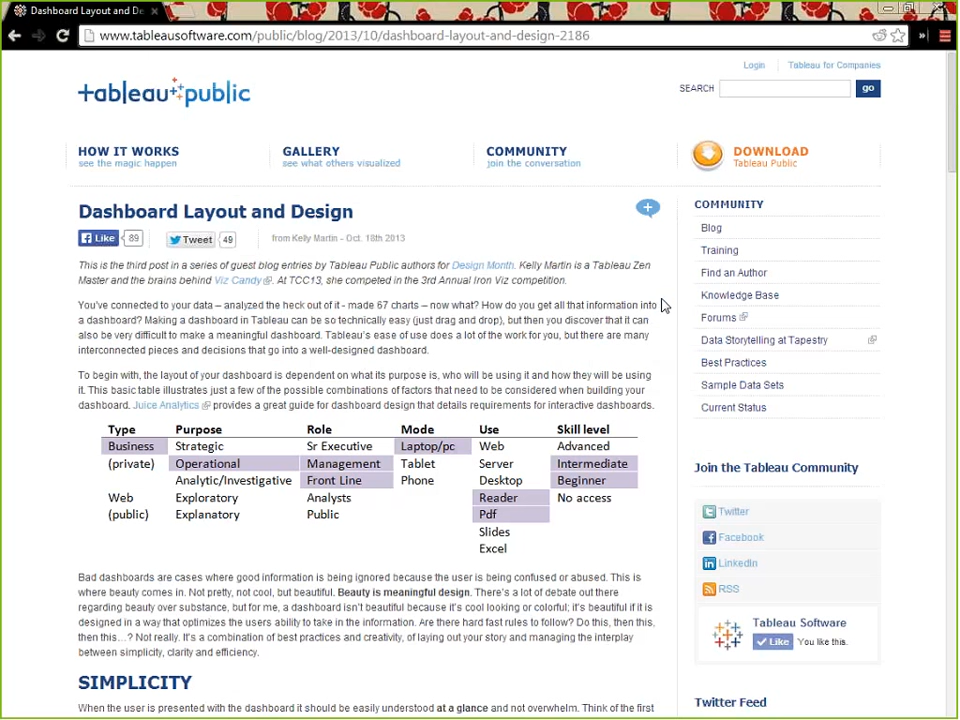 Dashboard Layout and De
www.tableausoftware.com/public/blog/2013/10/dashboard-layout-and-design-2186
Login Tableau for Companies
tableau public
SEARCH go
HOW IT WORKS
see the magic happen
GALLERY
see what others visualized
COMMUNITY
join the conversation
DOWNLOAD
Tableau Public
Dashboard Layout and Design
Like 89 Tweet 49 from Kelly Martin - Oct. 18th 2013
This is the third post in a series of guest blog entries by Tableau Public authors for Design Month. Kelly Martin is a Tableau Zen
Master and the brains behind Viz Candy. At TCC13, she competed in the 3rd Annual Iron Viz competition.
You've connected to your data – analyzed the heck out of it - made 67 charts – now what? How do you get all that information into
a dashboard? Making a dashboard in Tableau can be so technically easy (just drag and drop), but then you discover that it can
also be very difficult to make a meaningful dashboard. Tableau's ease of use does a lot of the work for you, but there are many
interconnected pieces and decisions that go into a well-designed dashboard.
To begin with, the layout of your dashboard is dependent on what its purpose is, who will be using it and how they will be using
it. This basic table illustrates just a few of the possible combinations of factors that need to be considered when building your
dashboard. Juice Analytics provides a great guide for dashboard design that details requirements for interactive dashboards.
Type Purpose Role Mode Use Skill level
Business Strategic Sr Executive Laptop/pc Web Advanced
(private) Operational Management Tablet Server Intermediate
Analytic/Investigative Front Line Phone Desktop Beginner
Web Exploratory Analysts Reader No access
(public) Explanatory Public Pdf
Slides
Excel
Bad dashboards are cases where good information is being ignored because the user is being confused or abused. This is
where beauty comes in. Not pretty, not cool, but beautiful. Beauty is meaningful design. There's a lot of debate out there
regarding beauty over substance, but for me, a dashboard isn't beautiful because it's cool looking or colorful; it's beautiful if it is
designed in a way that optimizes the users ability to take in the information. Are there hard fast rules to follow? Do this, then this,
then this…? Not really. It's a combination of best practices and creativity, of laying out your story and managing the interplay
between simplicity, clarity and efficiency.
SIMPLICITY
When the user is presented with the dashboard it should be easily understood at a glance and not overwhelm. Think of the first
COMMUNITY
Blog
Training
Find an Author
Knowledge Base
Forums
Data Storytelling at Tapestry
Best Practices
Sample Data Sets
Current Status
Join the Tableau Community
Twitter
Facebook
LinkedIn
RSS
Tableau Software
Like You like this.
Twitter Feed